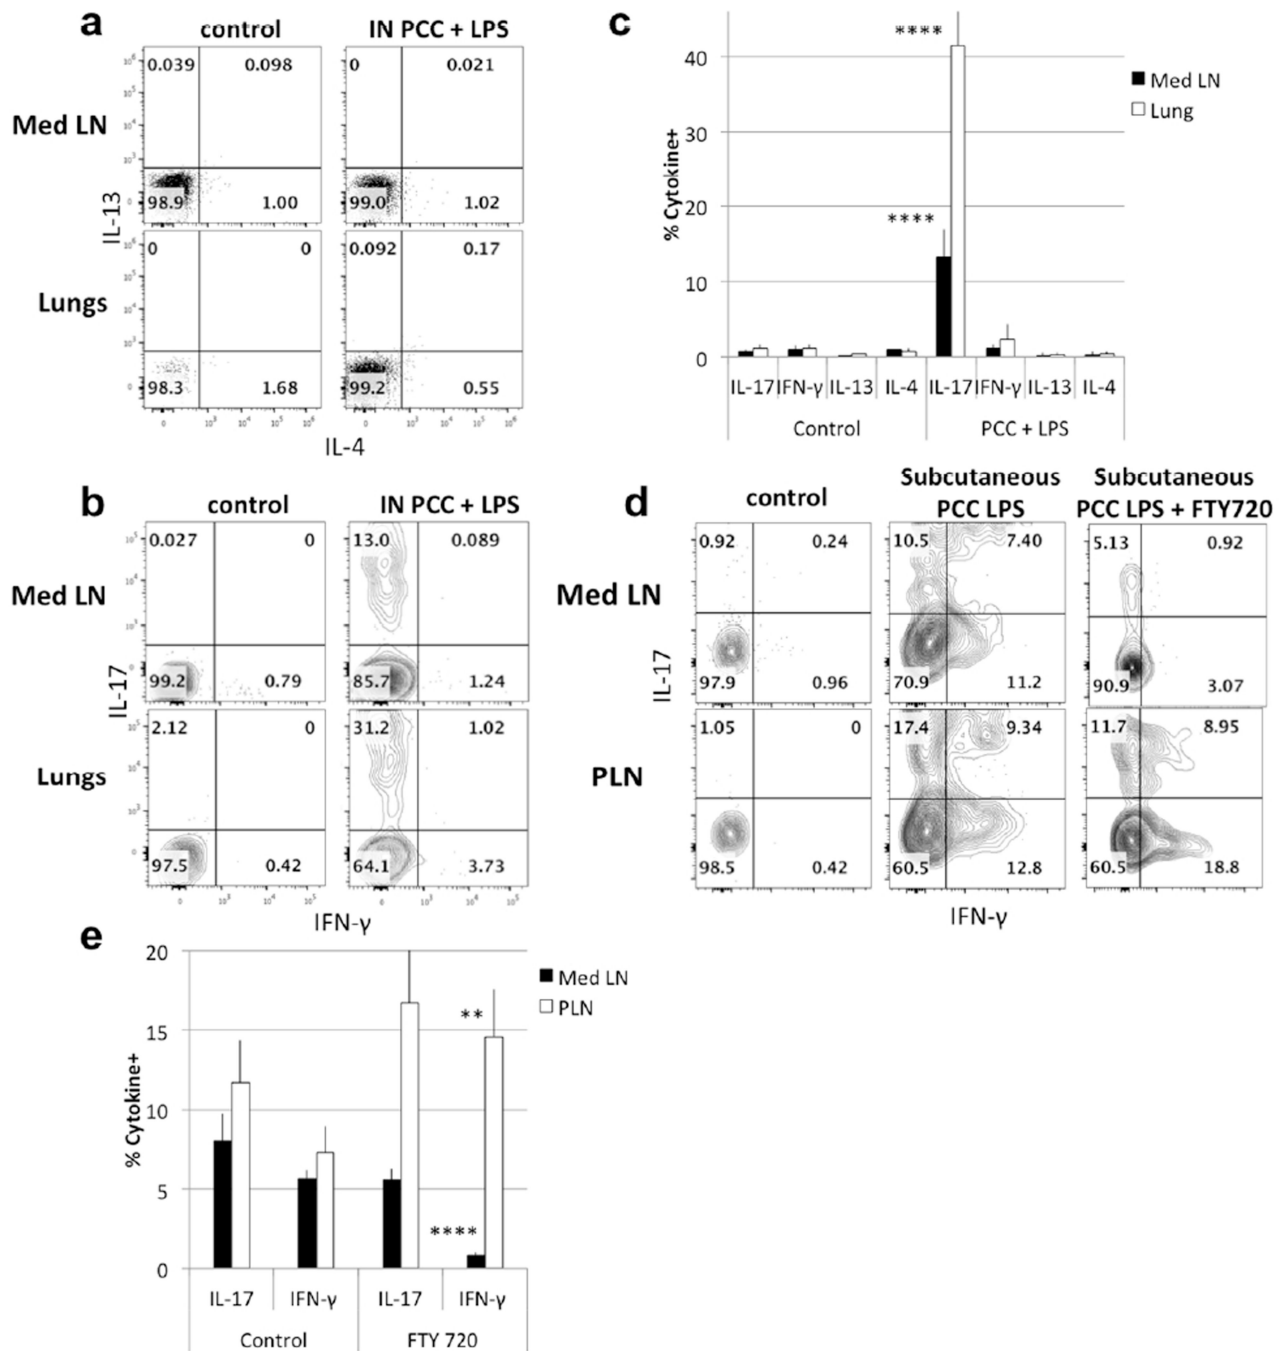 a
control
IN PCC + LPS
Med LN
0.039
0.098
0
0.021
98.9
1.00
99.0
1.02
Lungs
0
0
0.092
0.17
98.3
1.68
99.2
0.55
IL-13
IL-4
c
****
****
40
30
20
10
0
% Cytokine+
Med LN
Lung
IL-17 IFN-γ IL-13 IL-4 IL-17 IFN-γ IL-13 IL-4
Control
PCC + LPS
b
control
IN PCC + LPS
Med LN
0.027
0
13.0
0.089
99.2
0.79
85.7
1.24
Lungs
2.12
0
31.2
1.02
97.5
0.42
64.1
3.73
IL-17
IFN-γ
d
control
Subcutaneous
PCC LPS
Subcutaneous
PCC LPS + FTY720
Med LN
0.92
0.24
10.5
7.40
5.13
0.92
97.9
0.96
70.9
11.2
90.9
3.07
PLN
1.05
0
17.4
9.34
11.7
8.95
98.5
0.42
60.5
12.8
60.5
18.8
IL-17
IFN-γ
e
20
15
10
5
0
% Cytokine+
Med LN
PLN
**
****
IL-17 IFN-γ IL-17 IFN-γ
Control
FTY 720